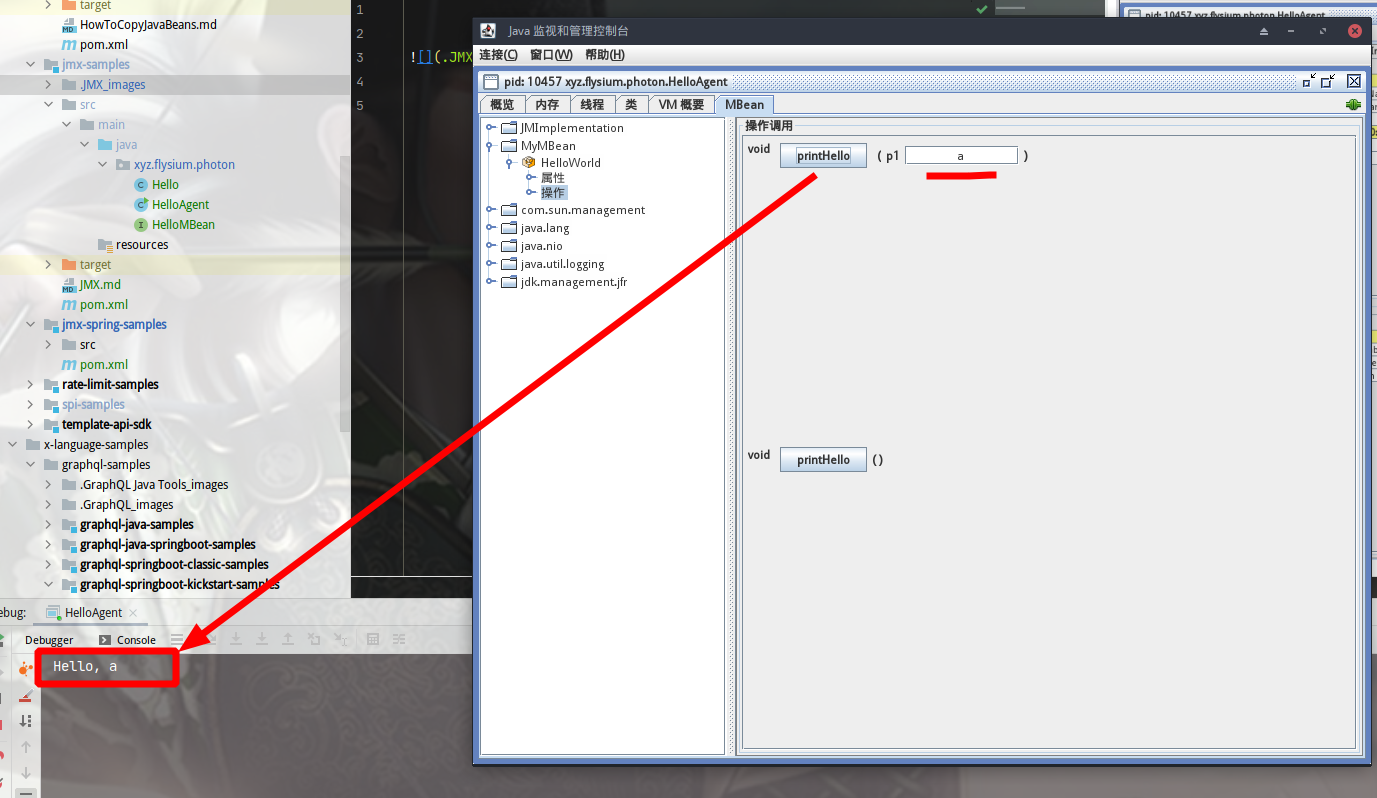 target
HowToCopyJavaBeans.md
pom.xml
jmx-samples
.JMX_images
src
main
java
xyz.flysium.photon
Hello
HelloAgent
HelloMBean
resources
target
JMX.md
pom.xml
jmx-spring-samples
src
pom.xml
rate-limit-samples
spi-samples
template-api-sdk
x-language-samples
graphql-samples
.GraphQL Java Tools_images
.GraphQL_images
graphql-java-samples
graphql-java-springboot-samples
graphql-springboot-classic-samples
graphql-springboot-kickstart-samples
1
2
3 ![](.JMX
4
5
pid: 10457 xyz.flysium.photon.HelloAgent
Java 监视和管理控制台
连接(C) 窗口(W) 帮助(H)
pid: 10457 xyz.flysium.photon.HelloAgent
概览 内存 线程 类 VM 概要 MBean
JMImplementation
MyMBean
HelloWorld
属性
操作
com.sun.management
java.lang
java.nio
java.util.logging
jdk.management.jfr
操作调用
void printHello ( p1 a )
void printHello ()
ebug: HelloAgent
Debugger Console
Hello, a